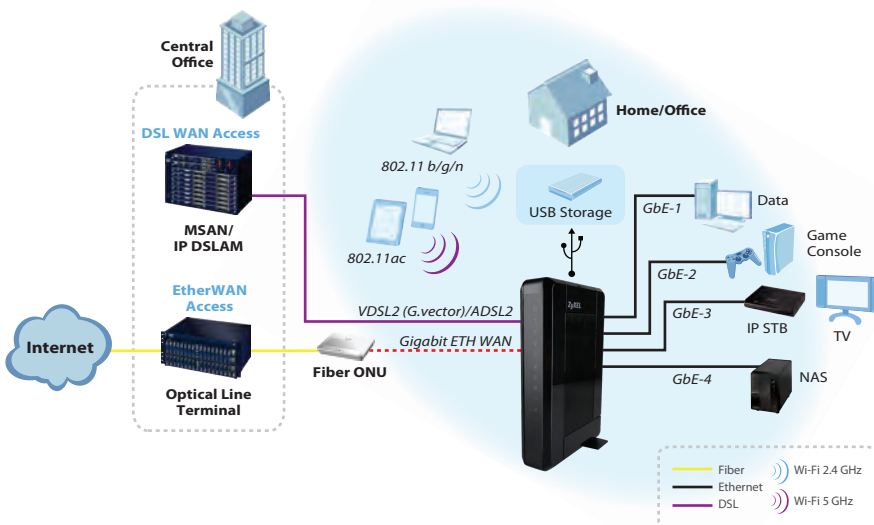 Central
Office
DSL WAN Access
MSAN/
IP DSLAM
EtherWAN
Access
Internet
Optical Line
Terminal
Fiber ONU
802.11 b/g/n
802.11ac
VDSL2 (G.vector)/ADSL2
Gigabit ETH WAN
Home/Office
USB Storage
ZyXEL
GbE-1
Data
GbE-2
Game
Console
GbE-3
IP STB
TV
GbE-4
NAS
Fiber
Ethernet
DSL
Wi-Fi 2.4 GHz
Wi-Fi 5 GHz